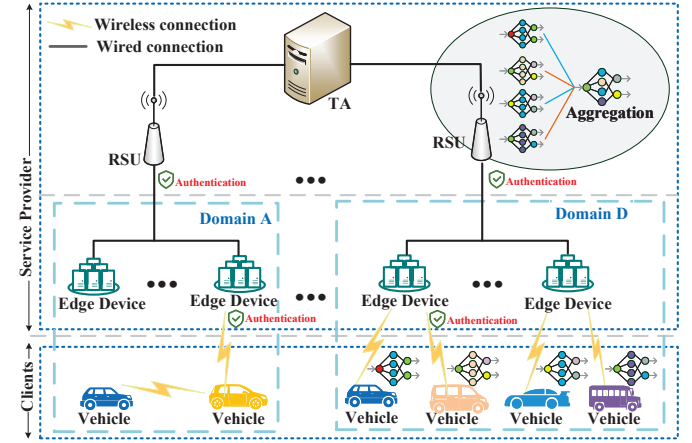 Wireless connection
Wired connection
TA
Aggregation
RSU
RSU
Authentication
Authentication
Service Provider
Domain A
Domain D
Edge Device
Edge Device
Edge Device
Edge Device
Authentication
Authentication
Clients
Vehicle
Vehicle
Vehicle
Vehicle
Vehicle
Vehicle